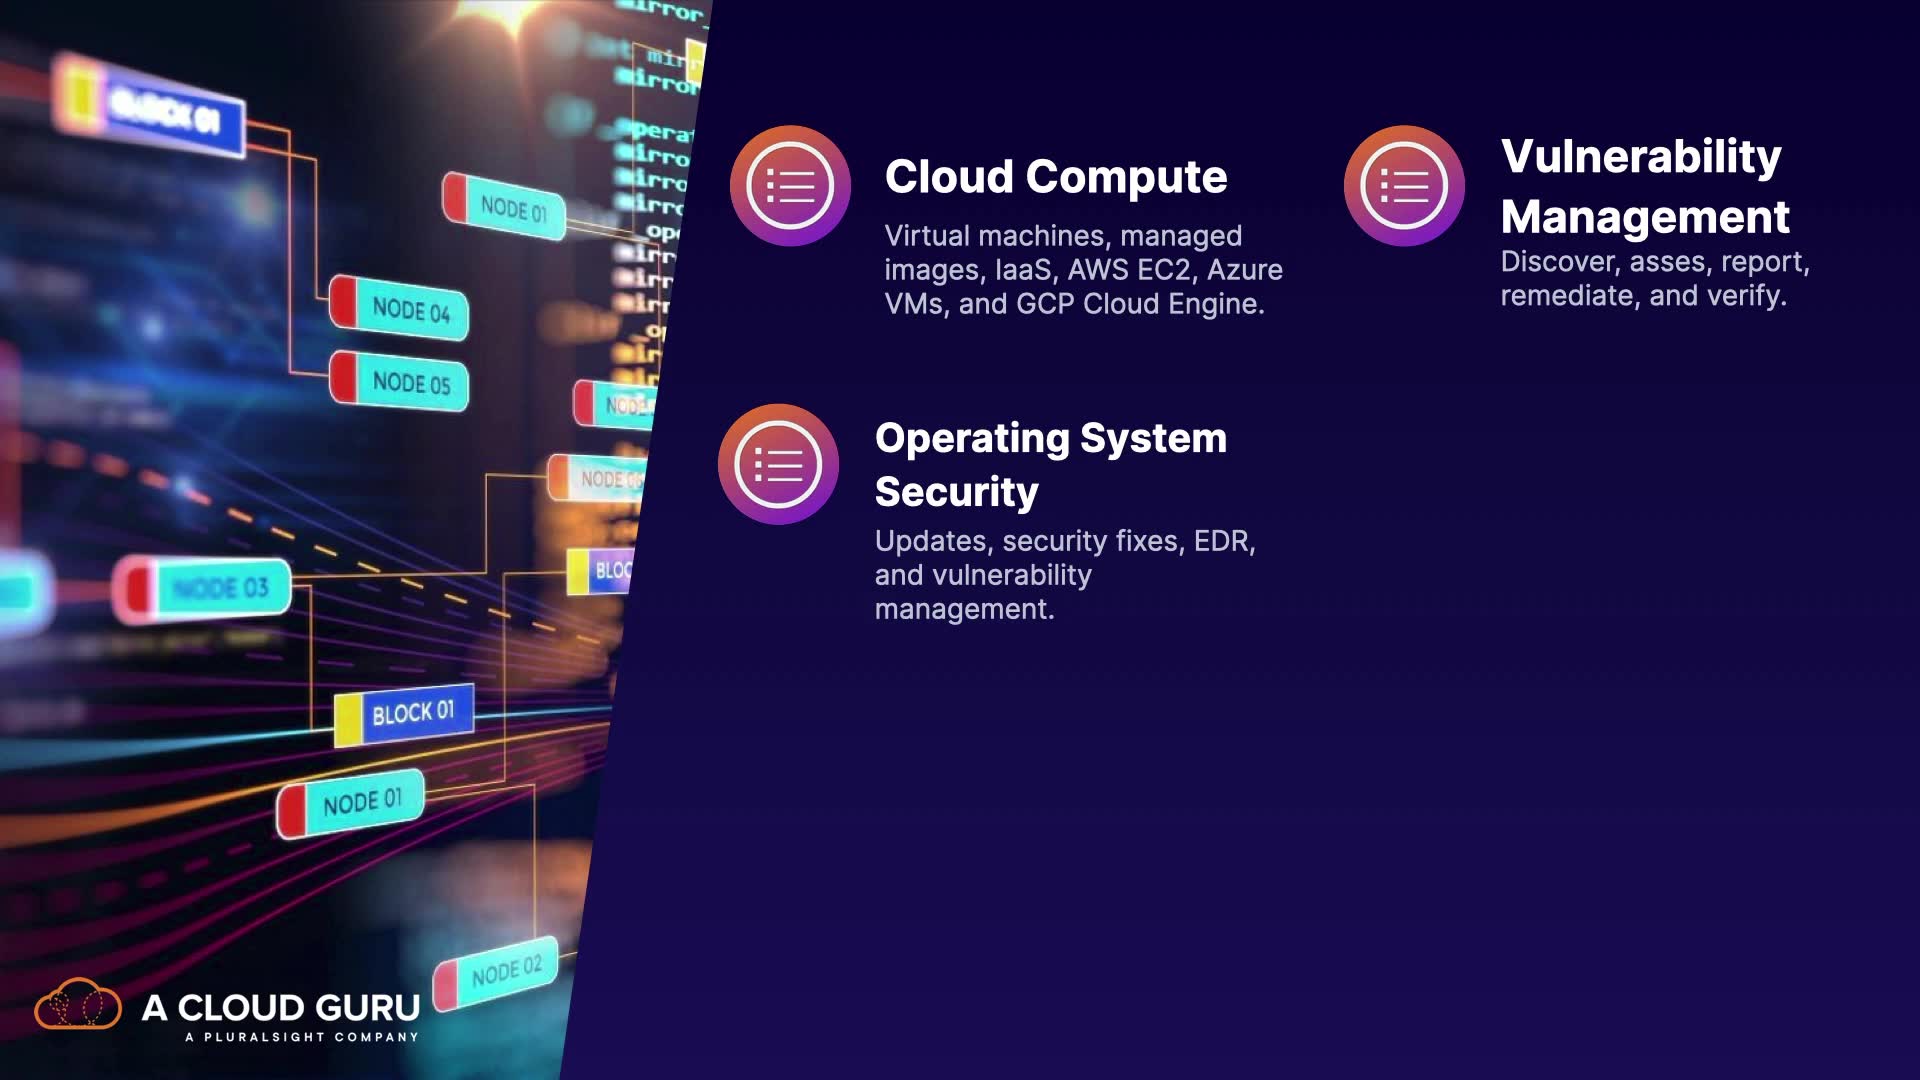 Cloud Compute
Virtual machines, managed
images, IaaS, AWS EC2, Azure
VMs, and GCP Cloud Engine.
Vulnerability
Management
Discover, asses, report,
remediate, and verify.
Operating System
Security
Updates, security fixes, EDR,
and vulnerability
management.
BLOCK 01
NODE 01
NODE 04
NODE 05
NODE 03
BLOCK 01
NODE 01
NODE 02
A CLOUD GURU
A PLURALSIGHT COMPANY